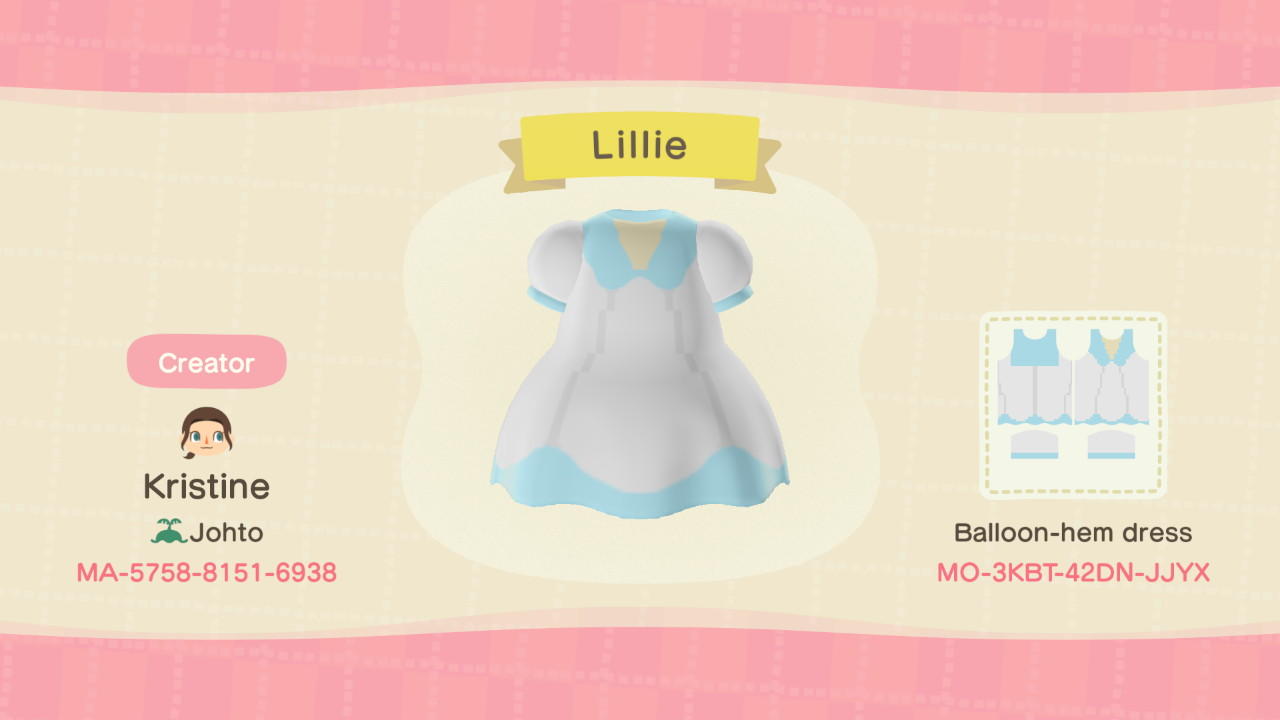 Lillie
Creator
Kristine
Johto
MA-5758-8151-6938
Balloon-hem dress
MO-3KBT-42DN-JJYX